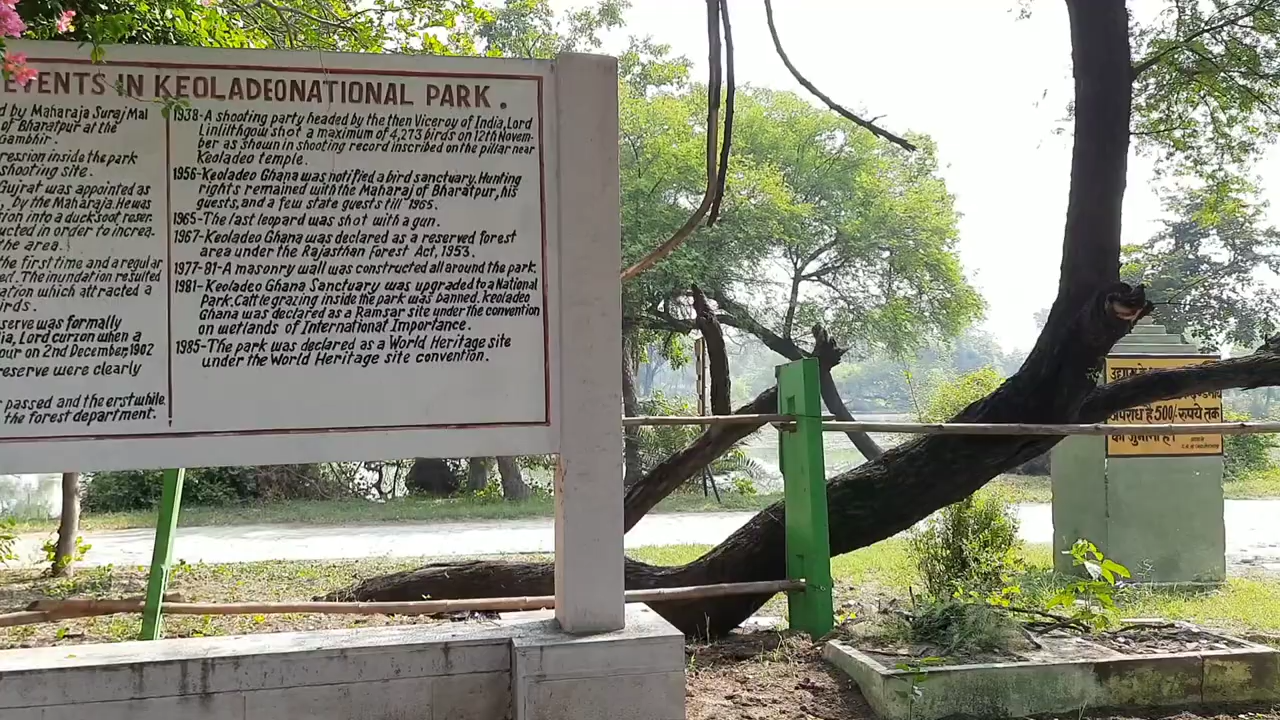 EVENTS IN KEOLADEONATIONAL PARK.
d by Maharaja Suraj Mal
of Bharatpur at the
Gambhir.
ression inside the park
shooting site.
Gujrat was appointed as
, by the Maharaja. He was
tion into a duck soot reser.
ucted in order to increa.
the area.
the first time and a regular
ed. The inundation resulted
ation which attracted a
irds.
serve was formally
ia, Lord curzon when a
pur on 2nd December, 1902
reserve were clearly
r passed and the erstwhile
the forest department.
1938-A shooting party headed by the then Viceroy of India, Lord
Linliithgow shot a maximum of 4,273 birds on 12th Novem-
ber as shown in shooting record inscribed on the pillar near
Keoladeo temple.
1956-Keoladeo Ghana was notified a bird sanctuary. Hunting
rights remained with the Maharaj of Bharatpur, his
guests, and a few state guests till 1965.
1965-The last leopard was shot with a gun.
1967-Keoladeo Ghana was declared as a reserved forest
area under the Rajasthan Forest Act, 1953.
1977-81-A masonry wall was constructed all around the park.
1981-Keoladeo Ghana Sanctuary was upgraded to a National
Park. Cattle grazing inside the park was banned. Keoladeo
Ghana was declared as a Ramsar site under the convention
on wetlands of International Importance.
1985-The park was declared as a World Heritage site
under the World Heritage site convention.
अपराध है 500/- रुपये तक
का जुर्माना है।